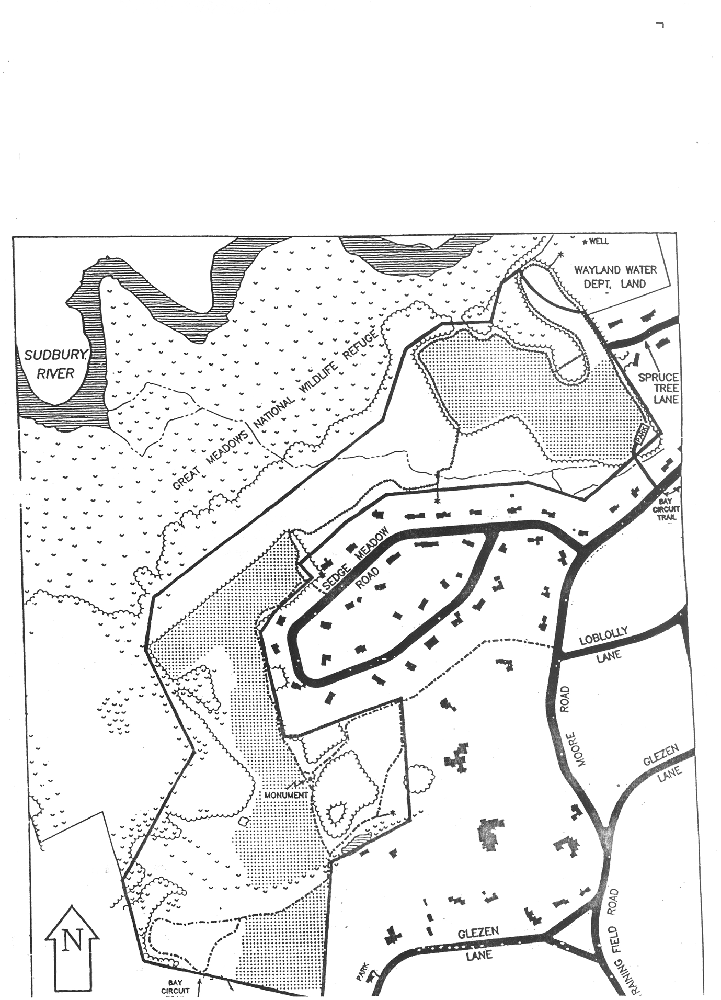 WELL
WAYLAND WATER
DEPT. LAND
SUDBURY
RIVER
GREAT MEADOWS NATIONAL WILDLIFE REFUGE
SPRUCE
TREE
LANE
PARK
BAY
CIRCUIT
TRAIL
SEDGE MEADOW
ROAD
LOBLOLLY
LANE
MOORE ROAD
GLEZEN
LANE
MONUMENT
N
GLEZEN
LANE
RAINING FIELD ROAD
PARK
BAY
CIRCUIT